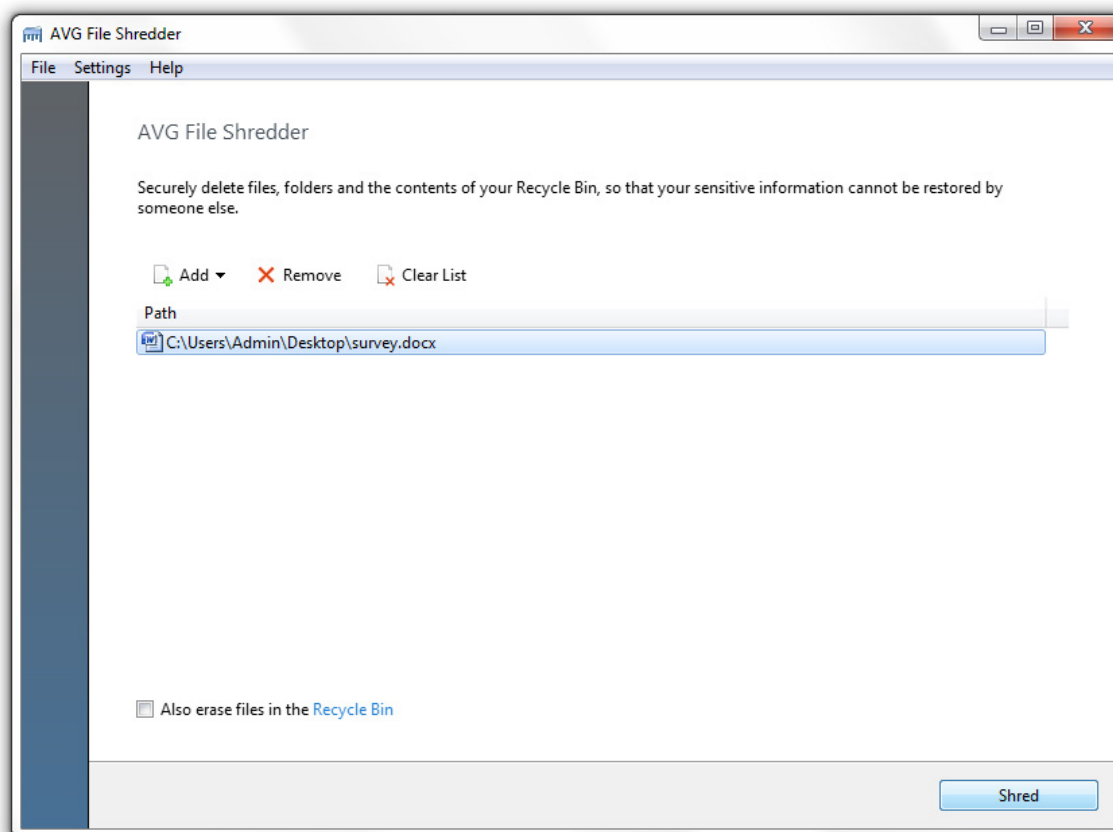 AVG File Shredder
File Settings Help
AVG File Shredder
Securely delete files, folders and the contents of your Recycle Bin, so that your sensitive information cannot be restored by
someone else.
Add Remove Clear List
Path
C:\Users\Admin\Desktop\survey.docx
Also erase files in the Recycle Bin
Shred